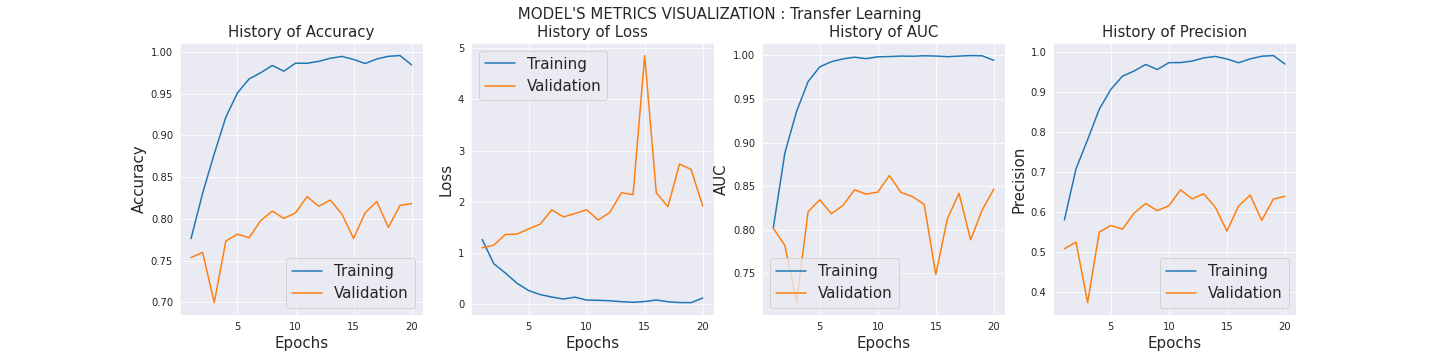 MODEL'S METRICS VISUALIZATION : Transfer Learning
History of Accuracy
1.00
0.95
0.90
0.85
0.80
0.75
0.70
Accuracy
Training
Validation
5
10
15
20
Epochs
History of Loss
5
4
3
2
1
0
Loss
Training
Validation
5
10
15
20
Epochs
History of AUC
1.00
0.95
0.90
0.85
0.80
0.75
AUC
Training
Validation
5
10
15
20
Epochs
History of Precision
1.0
0.9
0.8
0.7
0.6
0.5
0.4
Precision
Training
Validation
5
10
15
20
Epochs